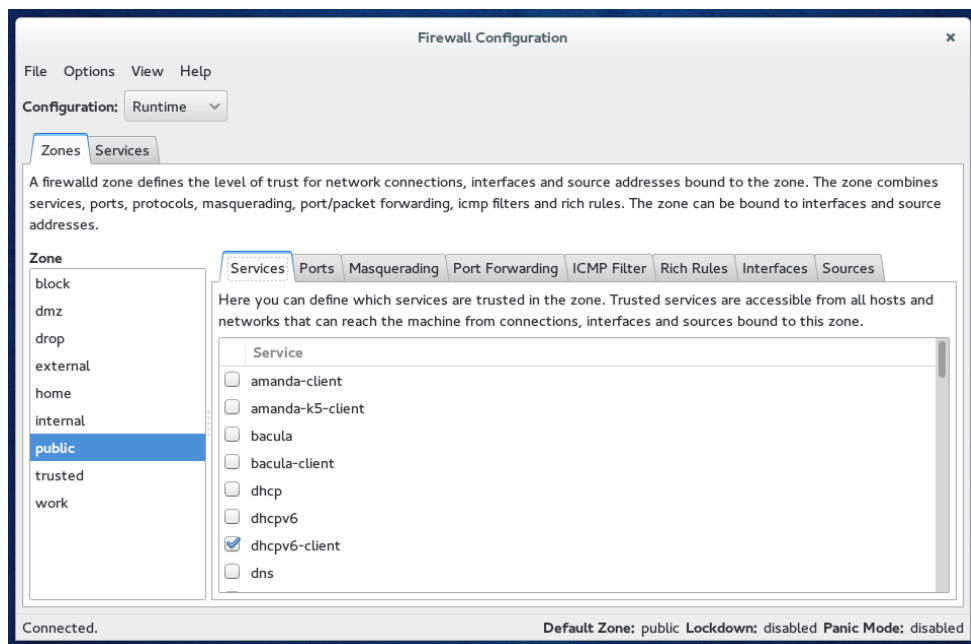 Firewall Configuration ×
File Options View Help
Configuration: Runtime
Zones Services
A firewalld zone defines the level of trust for network connections, interfaces and source addresses bound to the zone. The zone combines
services, ports, protocols, masquerading, port/packet forwarding, icmp filters and rich rules. The zone can be bound to interfaces and source
addresses.
Zone
block
dmz
drop
external
home
internal
public
trusted
work
Services Ports Masquerading Port Forwarding ICMP Filter Rich Rules Interfaces Sources
Here you can define which services are trusted in the zone. Trusted services are accessible from all hosts and
networks that can reach the machine from connections, interfaces and sources bound to this zone.
Service
amanda-client
amanda-k5-client
bacula
bacula-client
dhcp
dhcpv6
dhcpv6-client
dns
Connected. Default Zone: public Lockdown: disabled Panic Mode: disabled